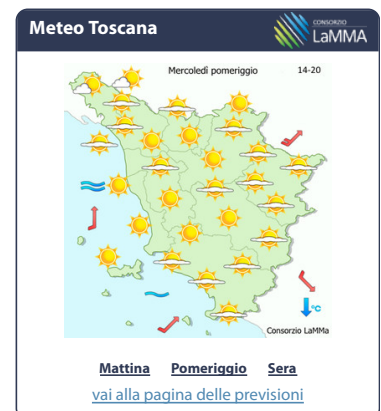 Meteo Toscana
CONSORZIO
LaMMA
Mercoledì pomeriggio 14-20
°C
Consorzio LaMMa
Mattina Pomeriggio Sera
vai alla pagina delle previsioni